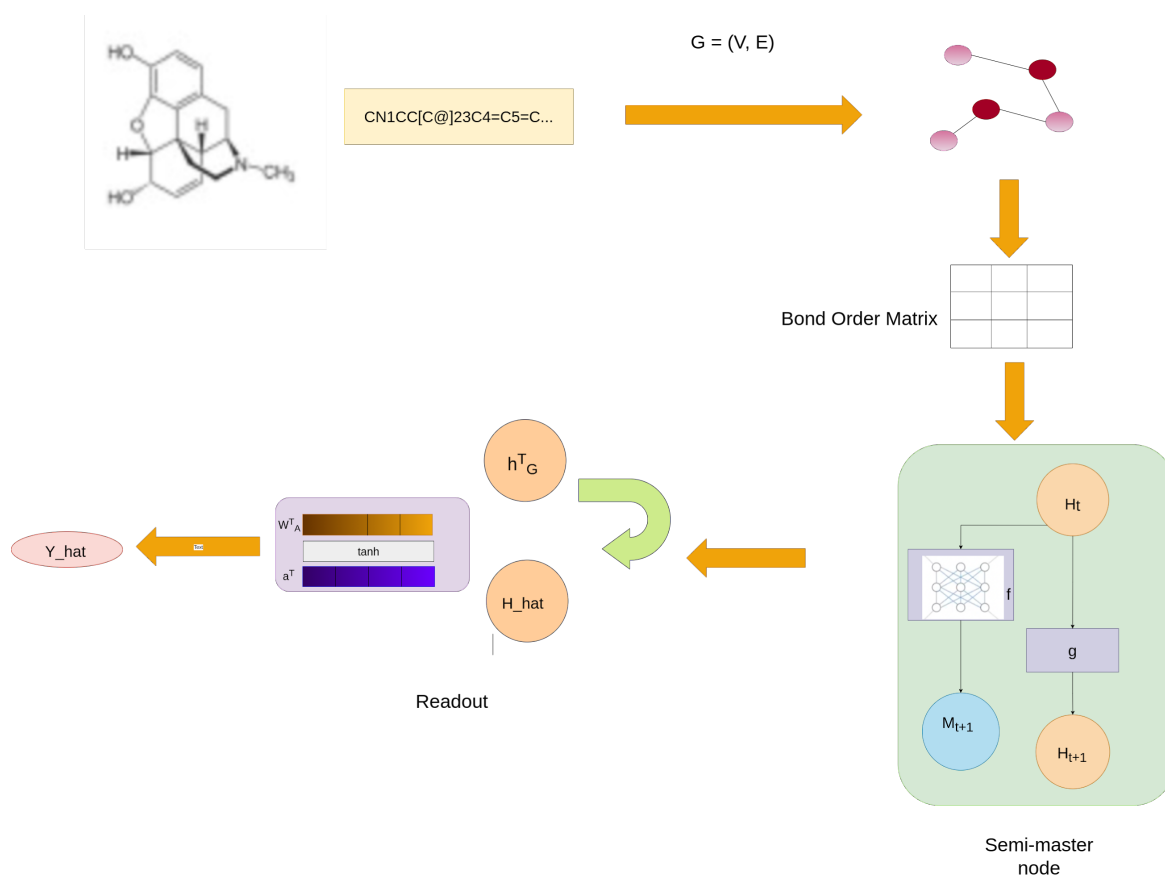 HO
O
H
H
N
CH3
HO
CN1CC[C@]23C4=C5=C...
G = (V, E)
Bond Order Matrix
Ht
f
g
Mt+1
Ht+1
Semi-master
node
hTG
H_hat
Readout
WTA
tanh
aT
Text
Y_hat